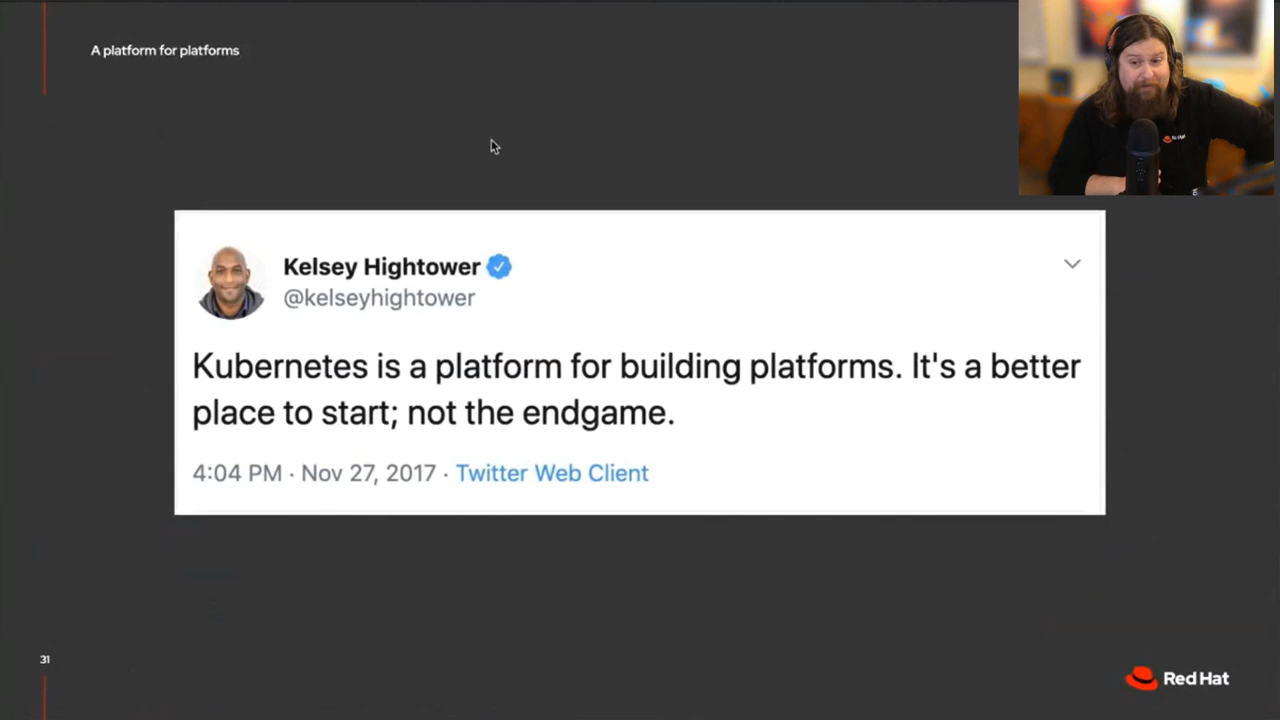 A platform for platforms
Kelsey Hightower
@kelseyhightower
Kubernetes is a platform for building platforms. It's a better
place to start; not the endgame.
4:04 PM · Nov 27, 2017 · Twitter Web Client
31
Red Hat